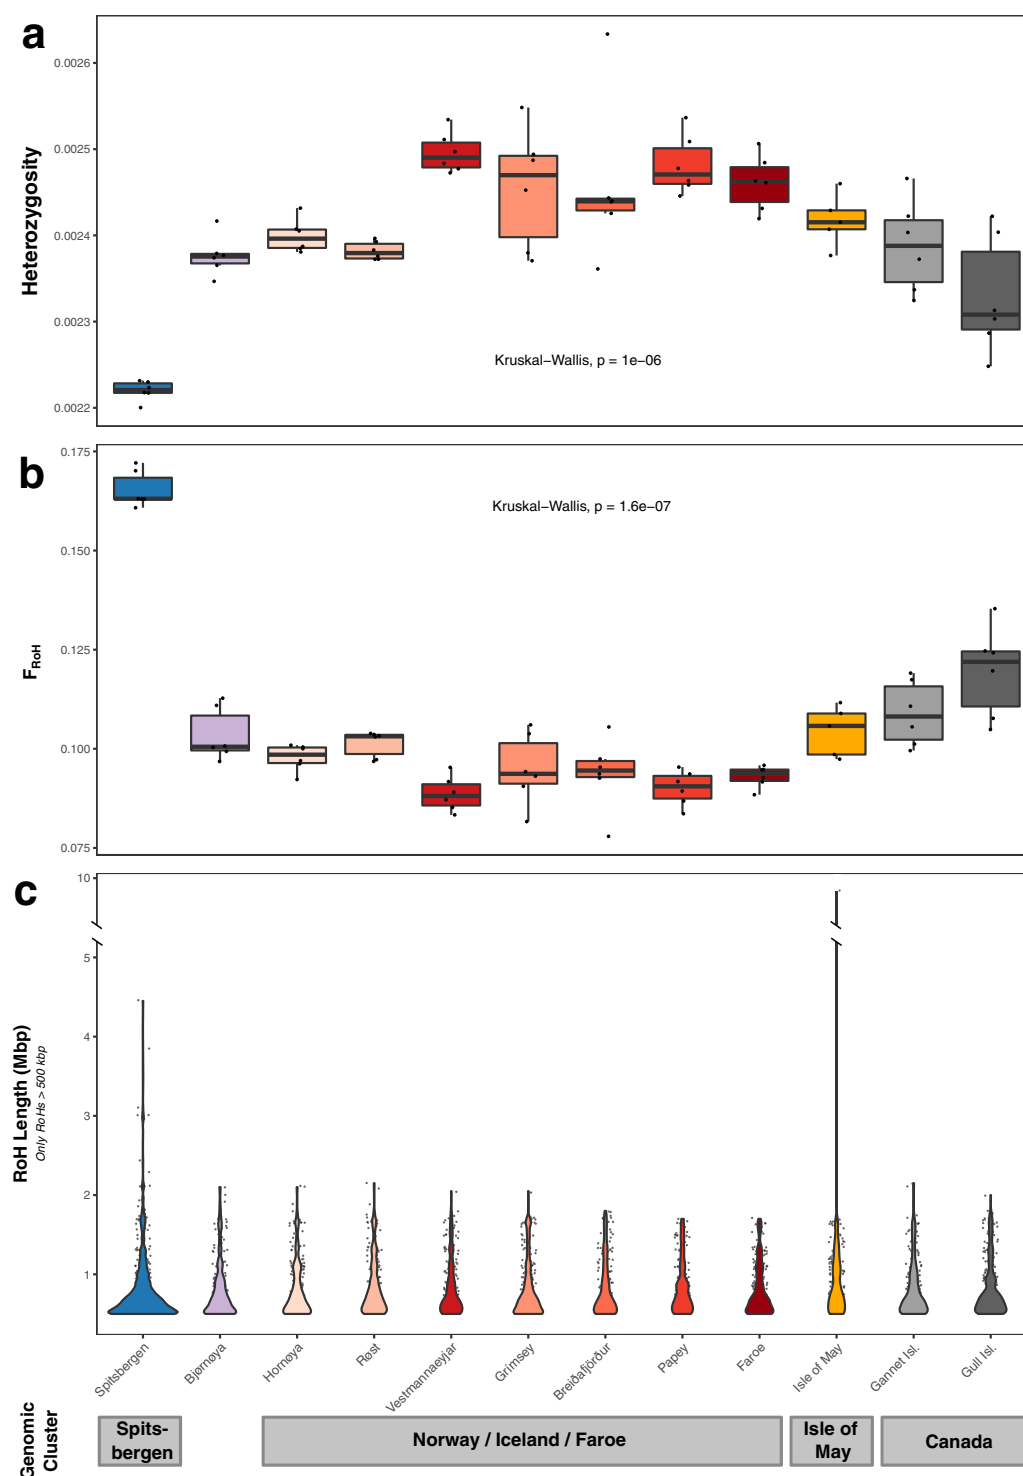 a
Heterozygosity
0.0026
0.0025
0.0024
0.0023
0.0022
Kruskal−Wallis, p = 1e−06
b
F_RoH
0.175
0.150
0.125
0.100
0.075
Kruskal−Wallis, p = 1.6e−07
c
RoH Length (Mbp)
Only RoHs > 500 kbp
10
5
4
3
2
1
Spitsbergen
Bjørnøya
Hornøya
Røst
Vestmannaeyjar
Grimsey
Breiðafjörður
Papey
Faroe
Isle of May
Gannet Isl.
Gull Isl.
Genomic
Cluster
Spits-
bergen
Norway / Iceland / Faroe
Isle of
May
Canada